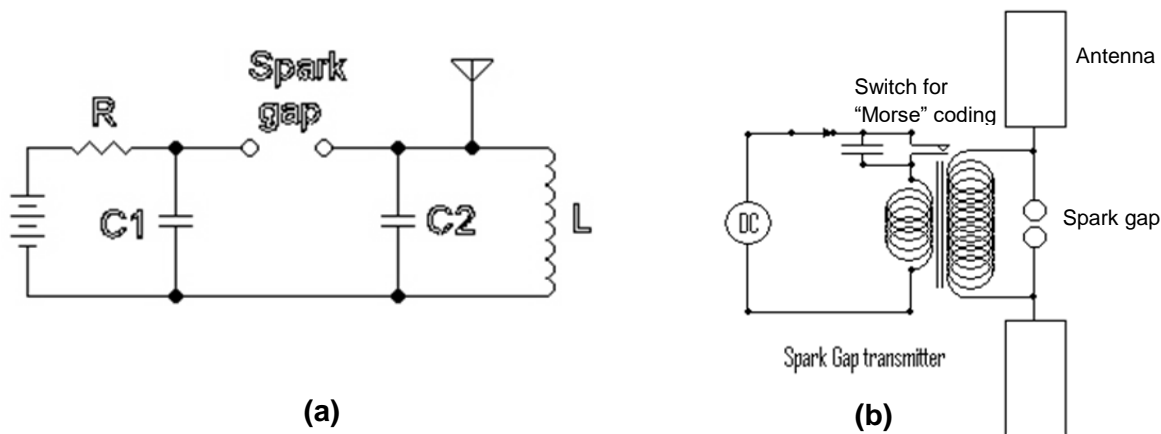 Spark
gap
R
C1
C2
L
(a)
Antenna
Switch for
“Morse” coding
DC
Spark gap
Spark Gap transmitter
(b)